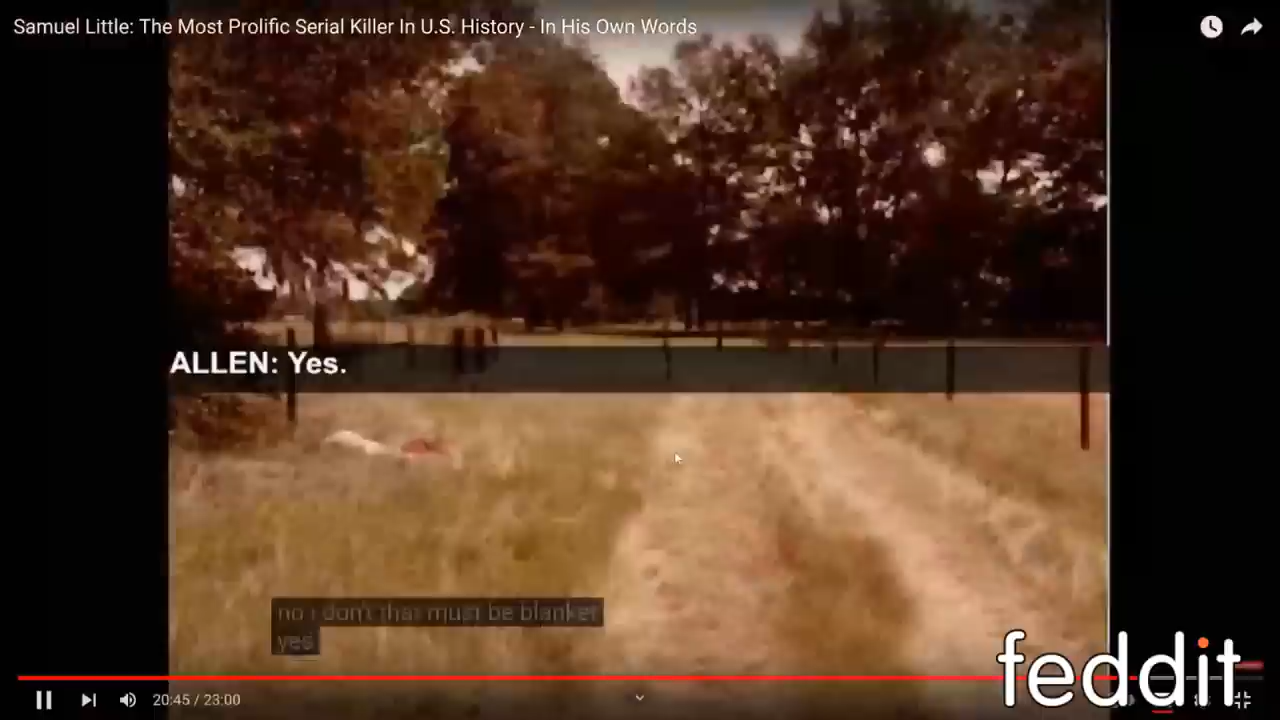 Samuel Little: The Most Prolific Serial Killer In U.S. History - In His Own Words
ALLEN: Yes.
no i don't that must be blanket
yes
feddit
20:45 / 23:00